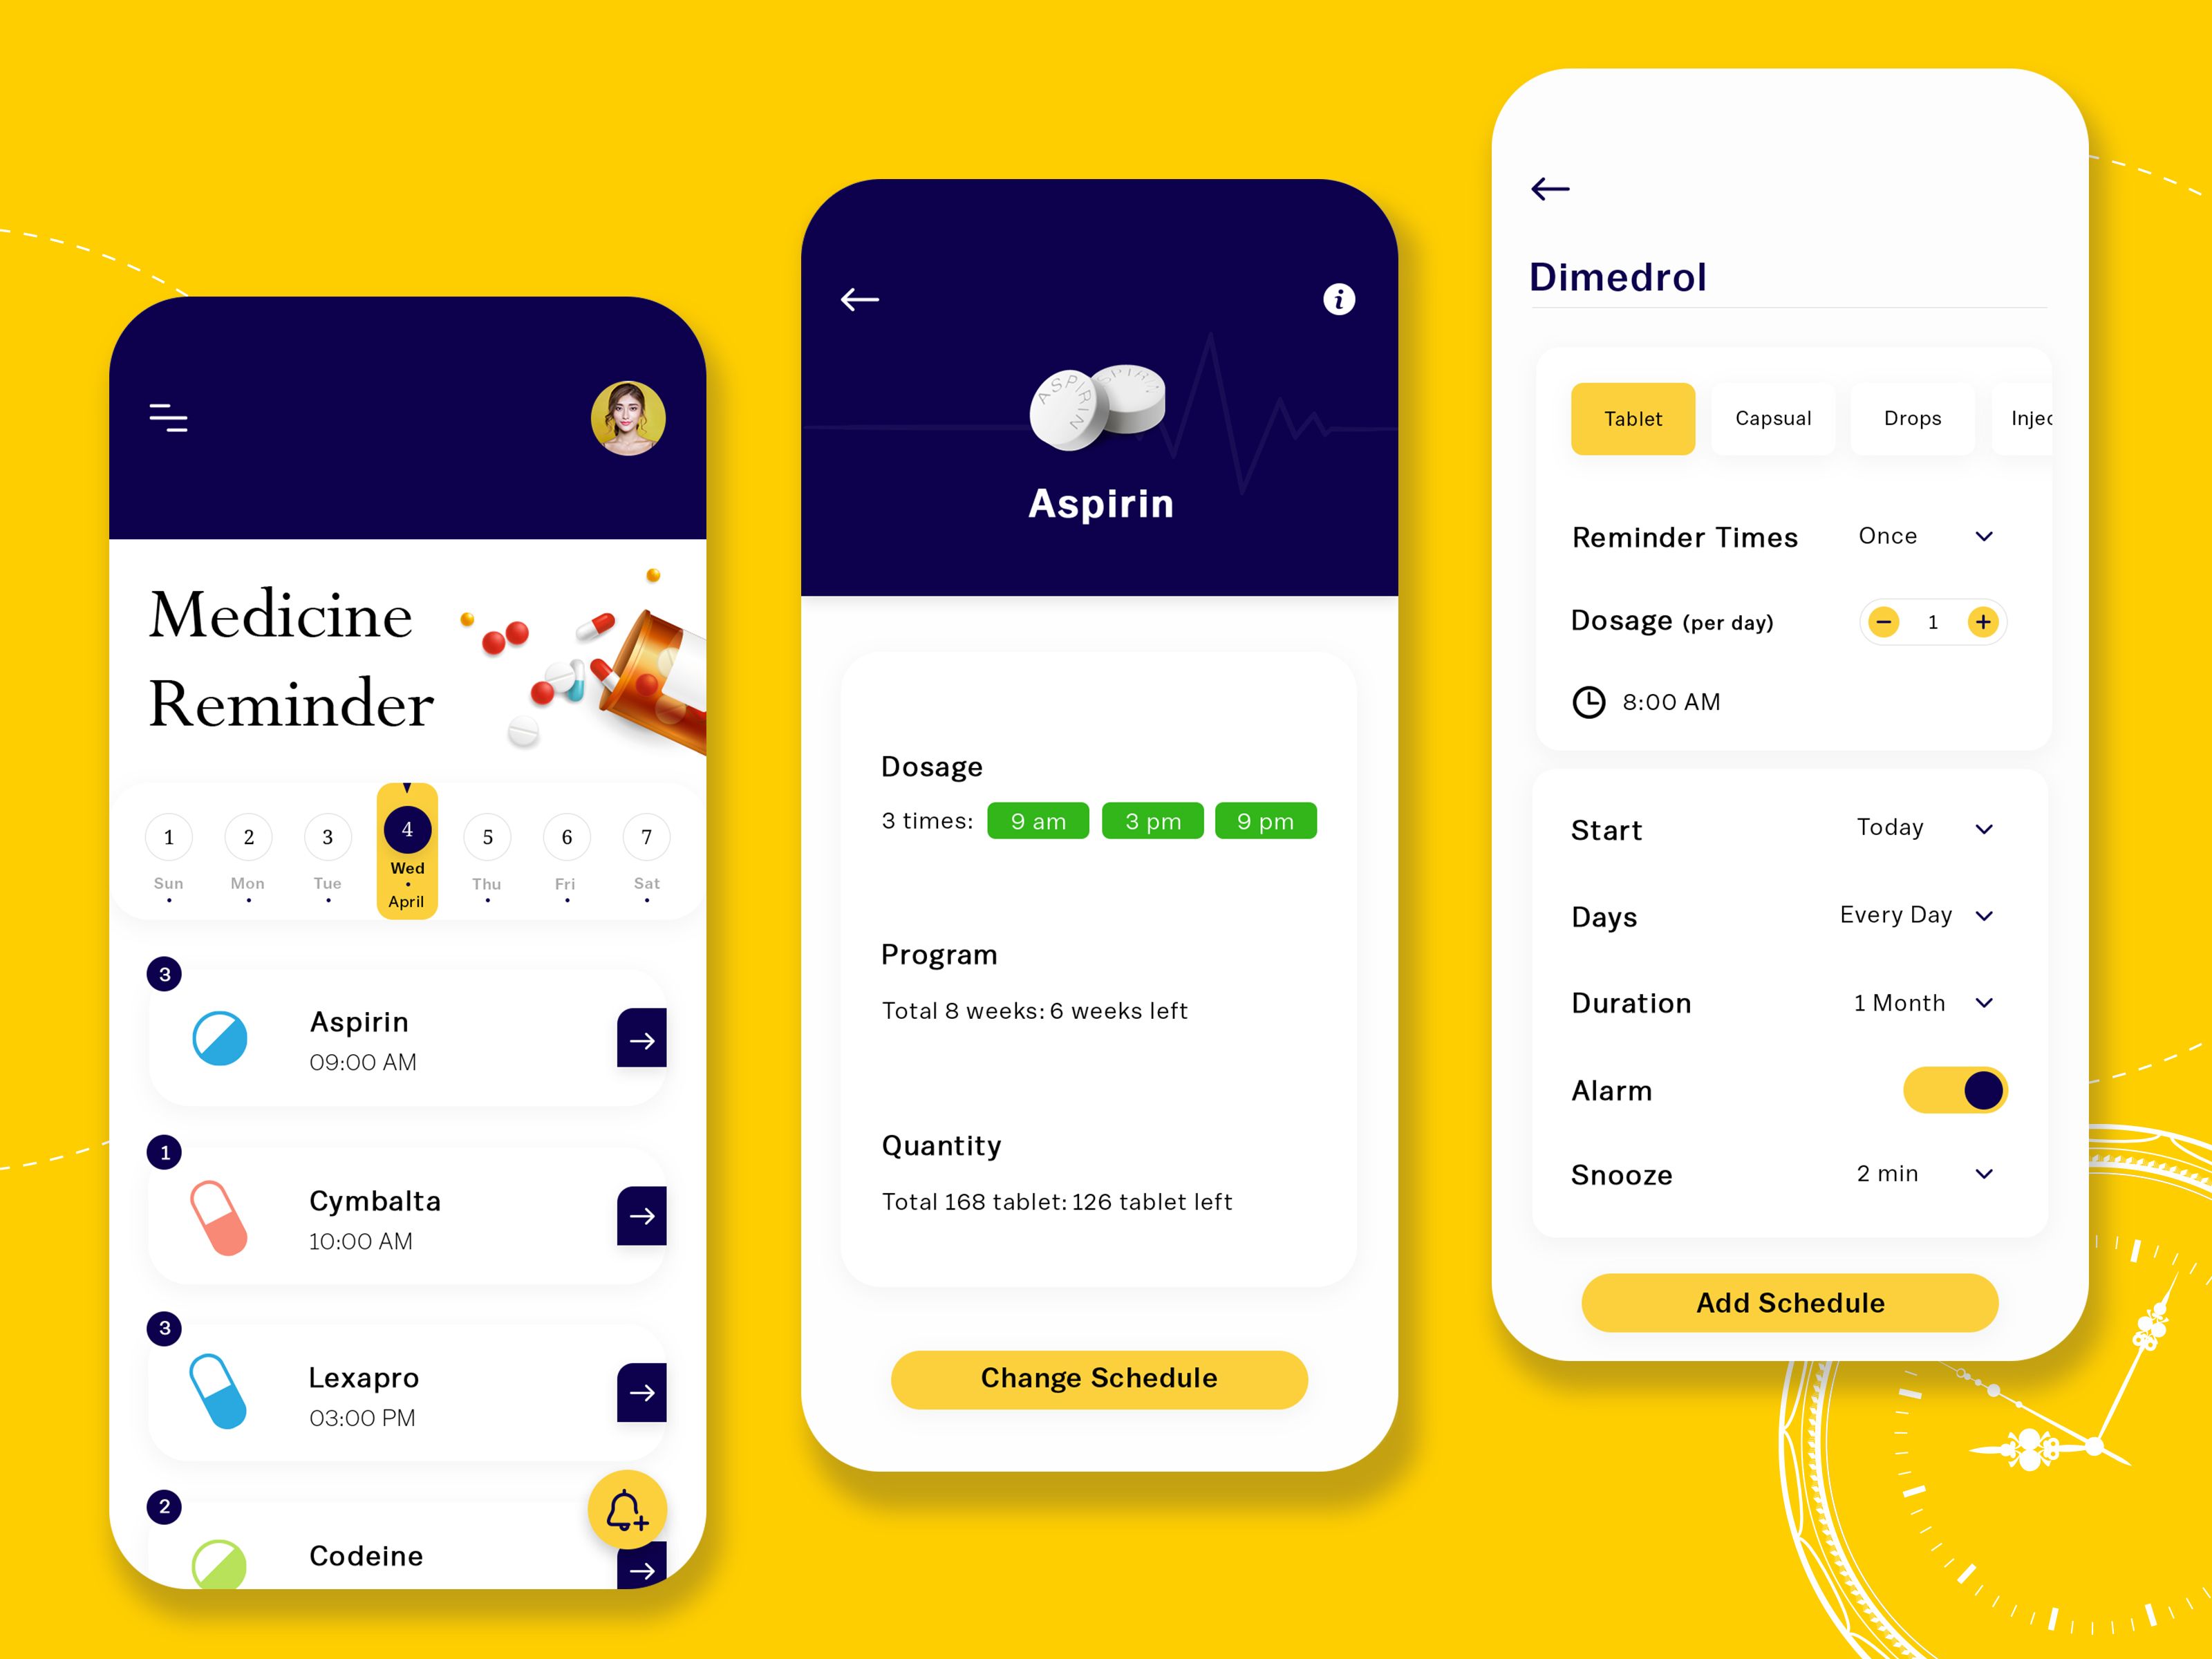 Medicine
Reminder
1 2 3 4 5 6 7
Sun Mon Tue Wed Thu Fri Sat
April
3
Aspirin
09:00 AM
1
Cymbalta
10:00 AM
3
Lexapro
03:00 PM
2
Codeine
i
ASPIRIN
ASPIRIN
Aspirin
Dosage
3 times: 9 am 3 pm 9 pm
Program
Total 8 weeks: 6 weeks left
Quantity
Total 168 tablet: 126 tablet left
Change Schedule
Dimedrol
Tablet Capsual Drops Injec
Reminder Times Once
Dosage (per day) 1
8:00 AM
Start Today
Days Every Day
Duration 1 Month
Alarm
Snooze 2 min
Add Schedule